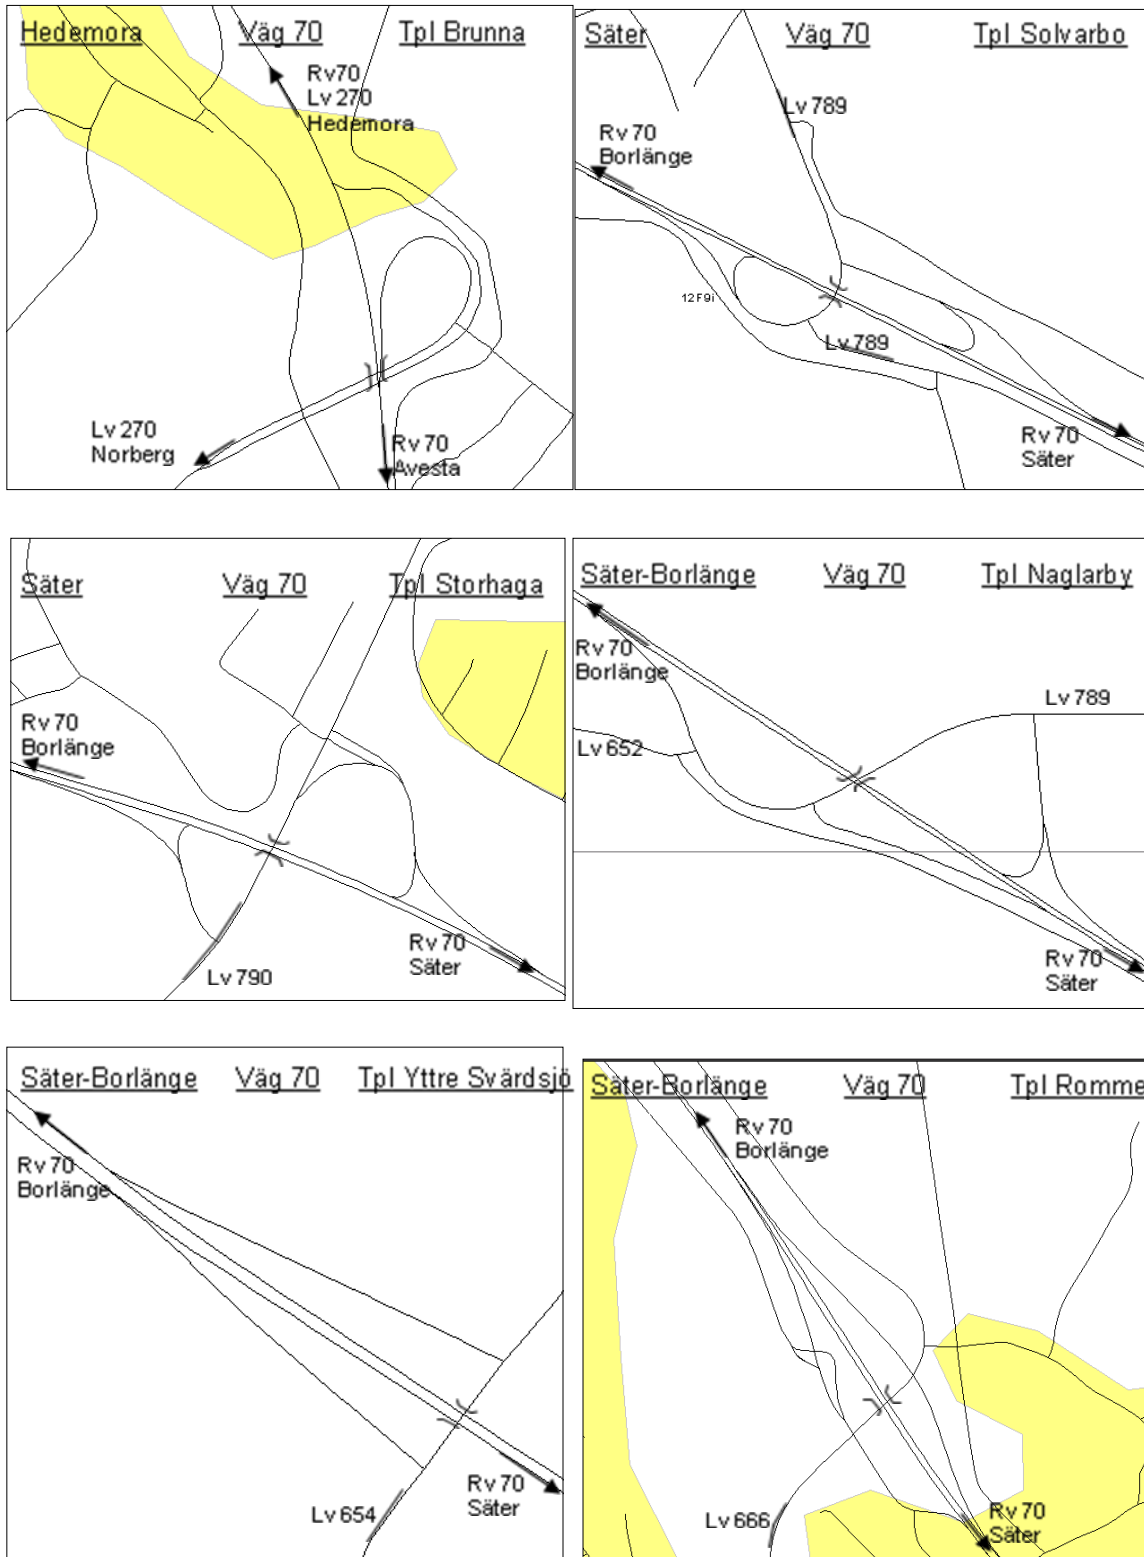 Hedemora Väg 70 Tpl Brunna
Rv70
Lv 270
Hedemora
Lv 270
Norberg
Rv 70
Avesta
Säter Väg 70 Tpl Solvarbo
Lv 789
Rv 70
Borlänge
12F9i
Lv 789
Rv 70
Säter
Säter Väg 70 Tpl Storhaga
Rv 70
Borlänge
Rv 70
Säter
Lv 790
Säter-Borlänge Väg 70 Tpl Naglarby
Rv 70
Borlänge
Lv 789
Lv 652
Rv 70
Säter
Säter-Borlänge Väg 70 Tpl Yttre Svärdsjö
Rv 70
Borlänge
Rv 70
Säter
Lv 654
Säter-Borlänge Väg 70 Tpl Romme
Rv 70
Borlänge
Lv 666
Rv 70
Säter